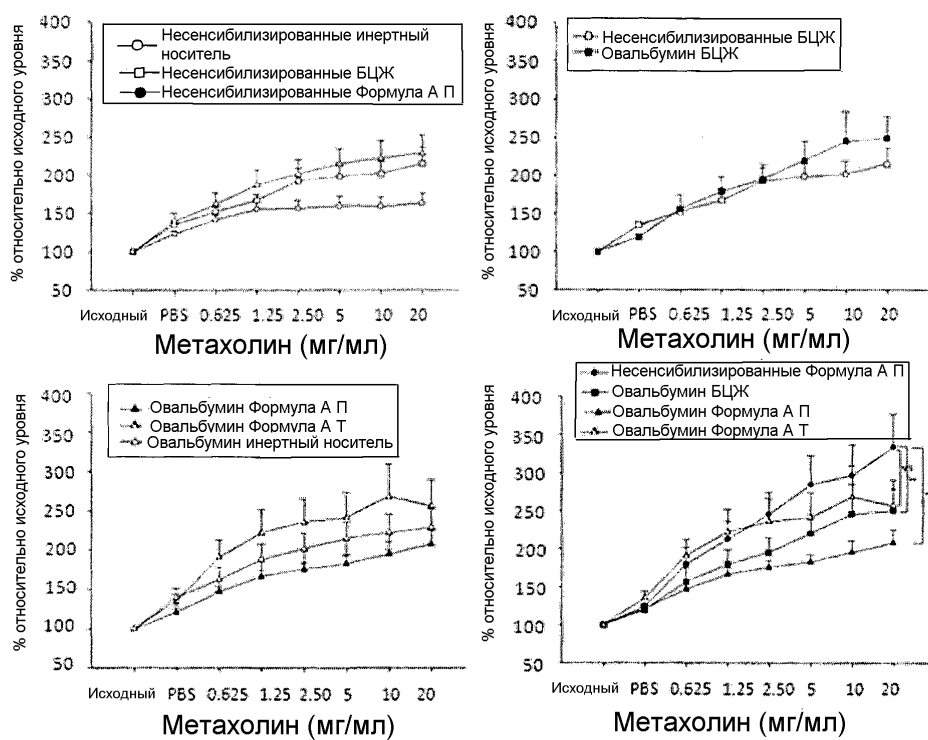 % относительно исходного уровня
400
350
300
250
200
150
100
50
Несенсибилизированные инертный
носитель
Несенсибилизированные БЦЖ
Несенсибилизированные Формула А П
Исходный PBS 0.625 1.25 2.50 5 10 20
Метахолин (мг/мл)
% относительно исходного уровня
400
350
300
250
200
150
100
50
Несенсибилизированные БЦЖ
Овальбумин БЦЖ
Исходный PBS 0.625 1.25 2.50 5 10 20
Метахолин (мг/мл)
% относительно исходного уровня
400
350
300
250
200
150
100
50
Овальбумин Формула А П
Овальбумин Формула А Т
Овальбумин инертный носитель
Исходный PBS 0.625 1.25 2.50 5 10 20
Метахолин (мг/мл)
% относительно исходного уровня
400
350
300
250
200
150
100
50
Несенсибилизированные Формула А П
Овальбумин БЦЖ
Овальбумин Формула А П
Овальбумин Формула А Т
Исходный PBS 0.625 1.25 2.50 5 10 20
Метахолин (мг/мл)